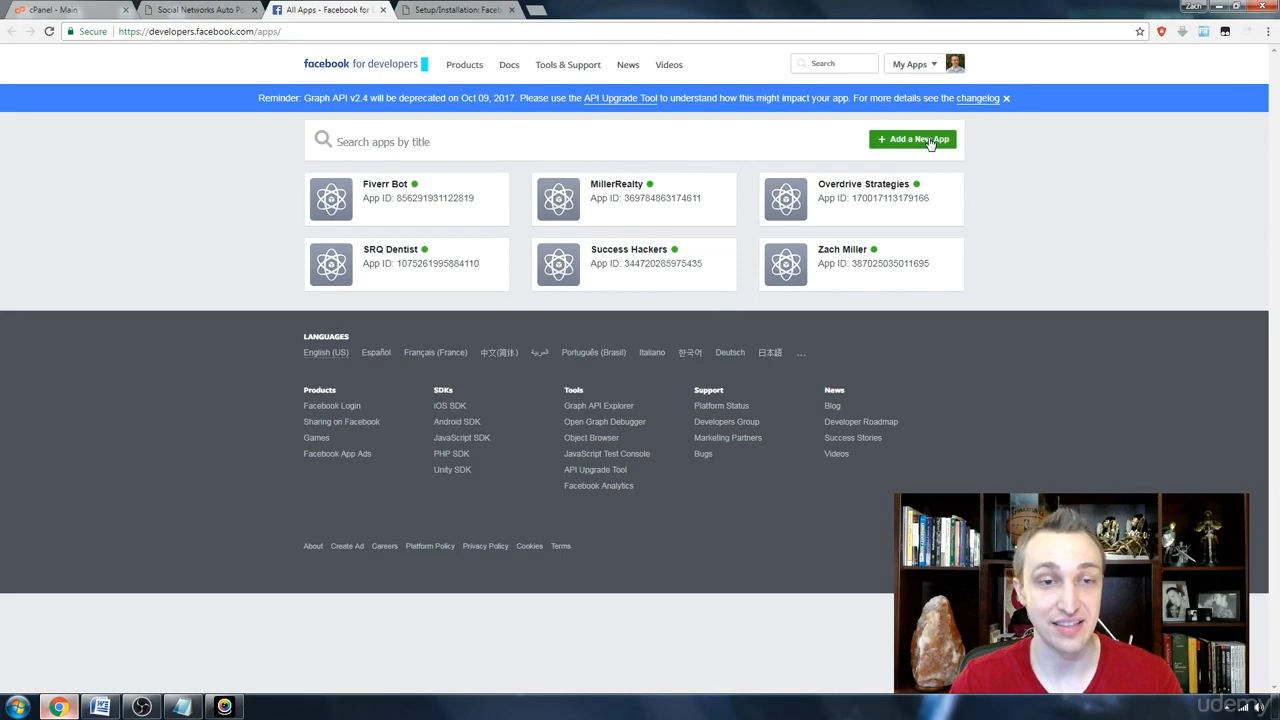 cPanel - Main
Social Networks Auto Po
All Apps - Facebook for D
Setup/Installation: Faceb
Zach
Secure
https://developers.facebook.com/apps/
facebook for developers
Products
Docs
Tools & Support
News
Videos
Search
My Apps
Reminder: Graph API v2.4 will be deprecated on Oct 09, 2017. Please use the API Upgrade Tool to understand how this might impact your app. For more details see the changelog
Search apps by title
+ Add a New App
Fiverr Bot
App ID: 856291931122819
MillerRealty
App ID: 369784863174611
Overdrive Strategies
App ID: 170017113179166
SRQ Dentist
App ID: 1075261995884110
Success Hackers
App ID: 344720285975435
Zach Miller
App ID: 387025035011695
LANGUAGES
English (US)
Español
Français (France)
中文(简体)
العربية
Português (Brasil)
Italiano
한국어
Deutsch
日本語
...
Products
SDKs
Tools
Support
News
Facebook Login
iOS SDK
Graph API Explorer
Platform Status
Blog
Sharing on Facebook
Android SDK
Open Graph Debugger
Developers Group
Developer Roadmap
Games
JavaScript SDK
Object Browser
Marketing Partners
Success Stories
Facebook App Ads
PHP SDK
JavaScript Test Console
Bugs
Videos
Unity SDK
API Upgrade Tool
Facebook Analytics
About
Create Ad
Careers
Platform Policy
Privacy Policy
Cookies
Terms
udemy